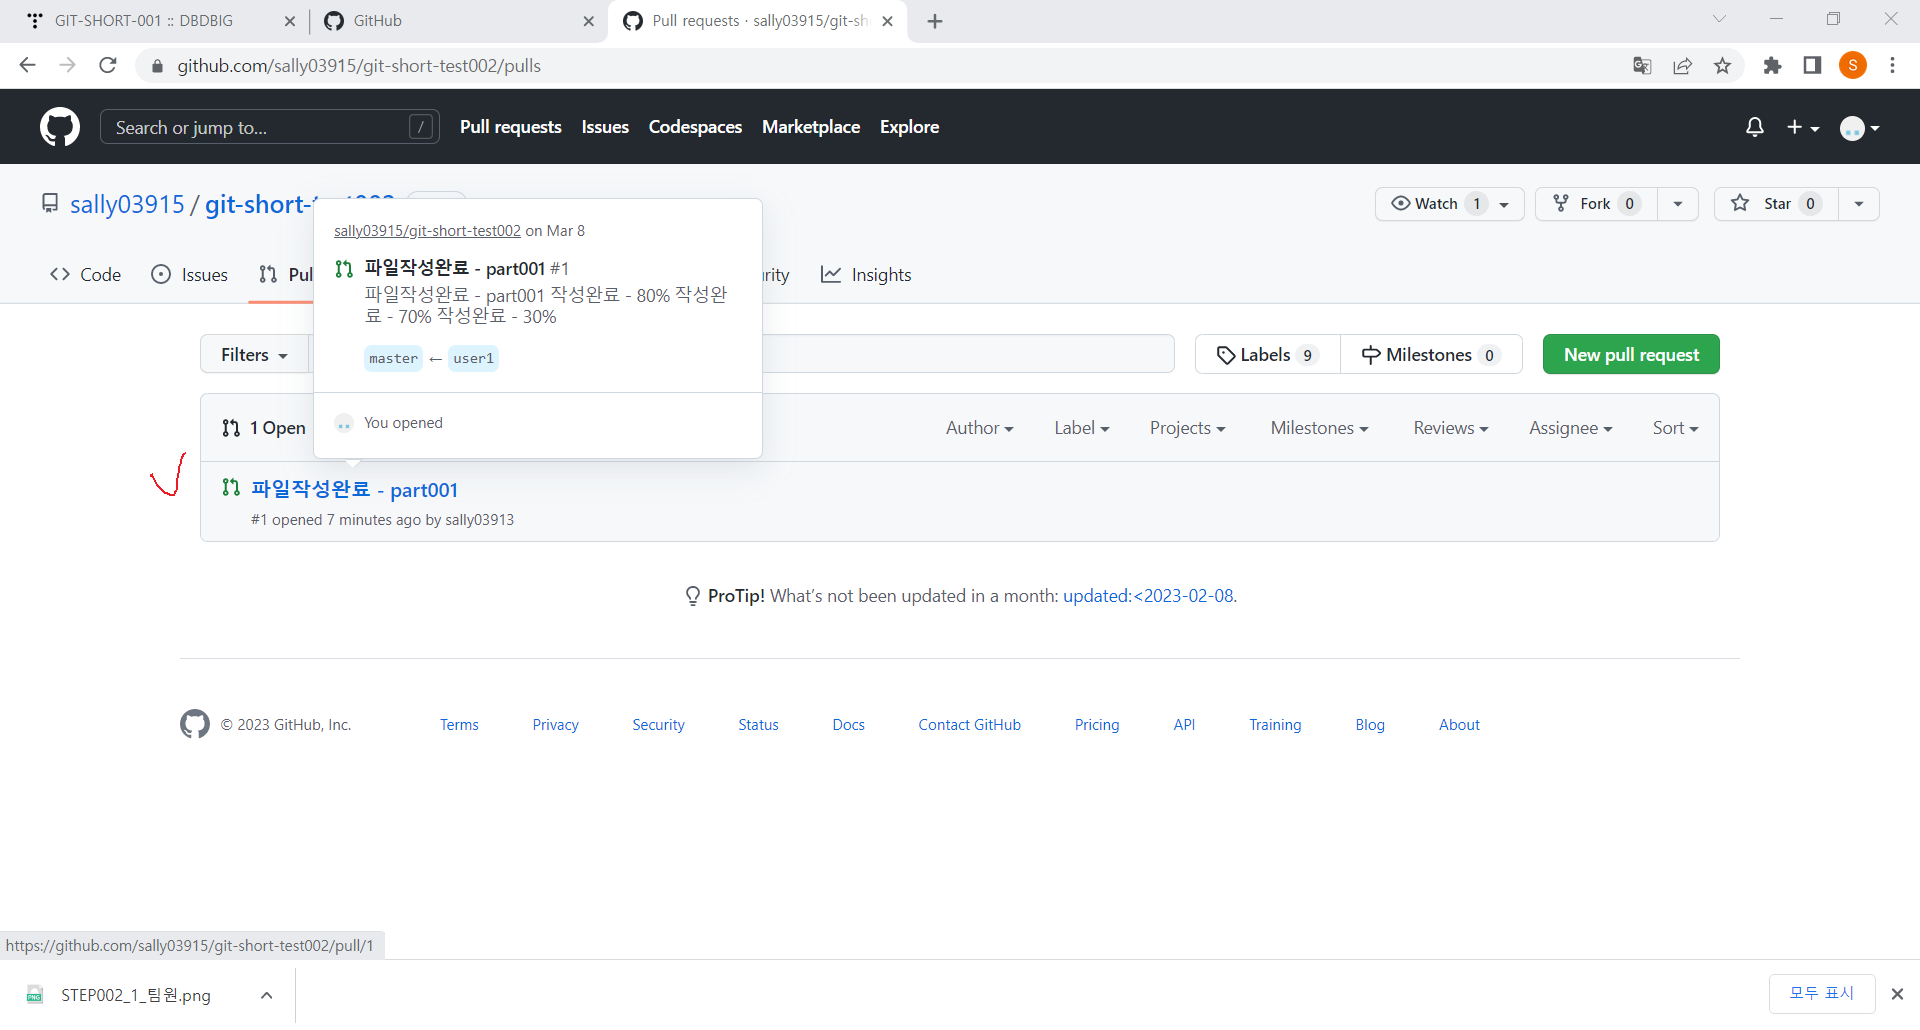 GIT-SHORT-001 :: DBDBIG
GitHub
Pull requests · sally03915/git-sh
github.com/sally03915/git-short-test002/pulls
S
Search or jump to...
/
Pull requests Issues Codespaces Marketplace Explore
sally03915 / git-short-
Watch 1
Fork 0
Star 0
sally03915/git-short-test002 on Mar 8
파일작성완료 - part001 #1
파일작성완료 - part001 작성완료 - 80% 작성완
료 - 70% 작성완료 - 30%
master ← user1
You opened
Code Issues Pul rity Insights
Filters
Labels 9
Milestones 0
New pull request
1 Open
Author Label Projects Milestones Reviews Assignee Sort
파일작성완료 - part001
#1 opened 7 minutes ago by sally03913
ProTip! What's not been updated in a month: updated:<2023-02-08.
© 2023 GitHub, Inc. Terms Privacy Security Status Docs Contact GitHub Pricing API Training Blog About
https://github.com/sally03915/git-short-test002/pull/1
PNG
STEP002_1_팀원.png
모두 표시